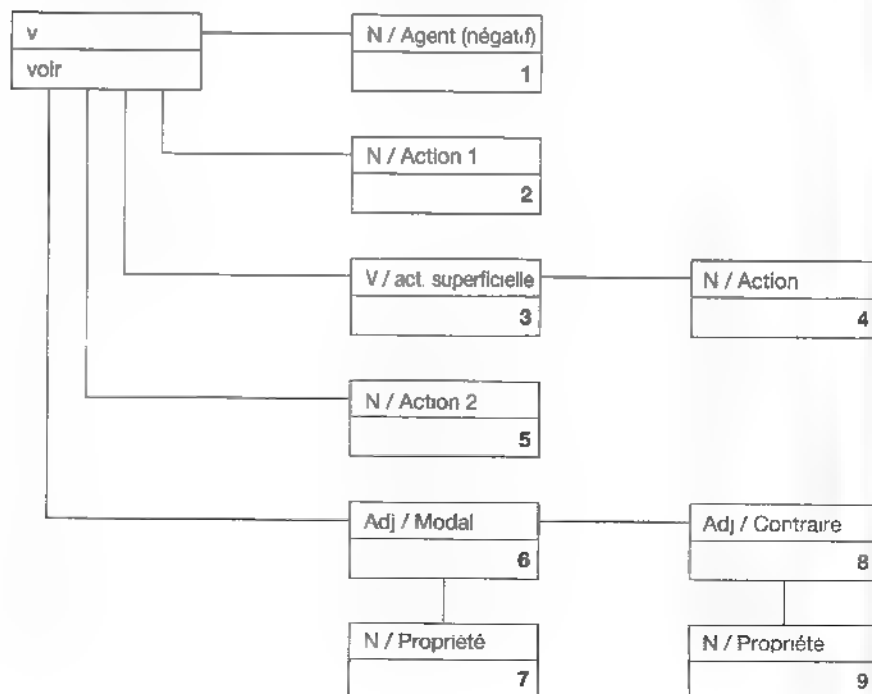 v
voir
N / Agent (négatif)
1
N / Action 1
2
V / act. superficielle
3
N / Action
4
N / Action 2
5
Adj / Modal
6
Adj / Contraire
8
N / Propriété
7
N / Propriéte
9